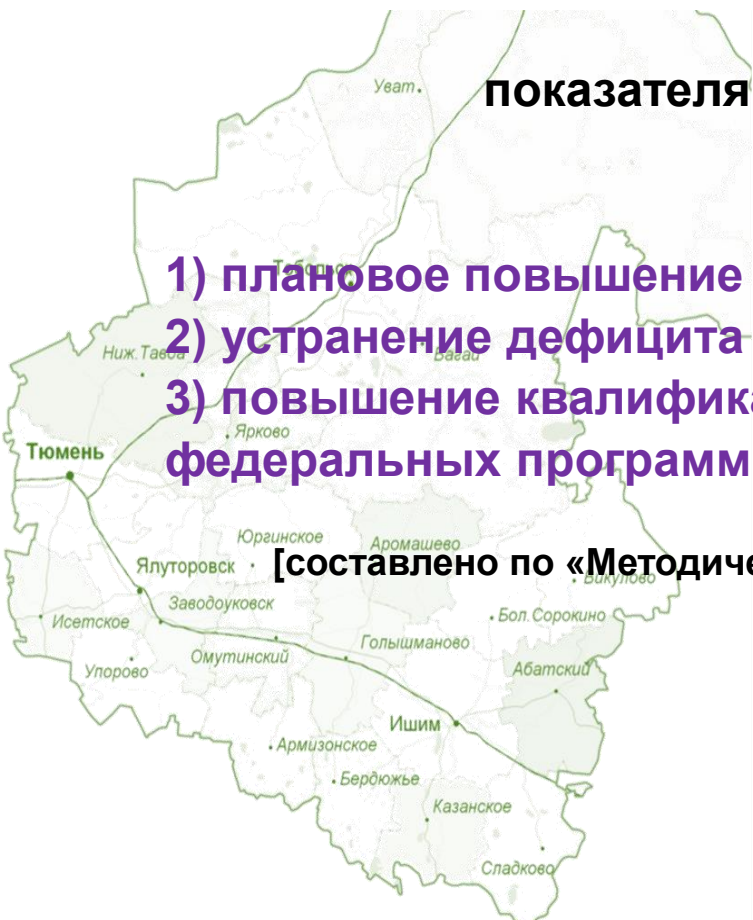 Уват
показателя
1) плановое повышение
Тобольск
2) устранение дефицита
Ниж. Тавда
Вагай
3) повышение квалифика
Ярково
Тюмень
федеральных программ
Юргинское
Аромашево
Ялуторовск
[составлено по «Методиче
Викулово
Заводоуковск
Бол. Сорокино
Исетское
Голышманово
Омутинский
Упорово
Абатский
Ишим
Армизонское
Бердюжье
Казанское
Сладково